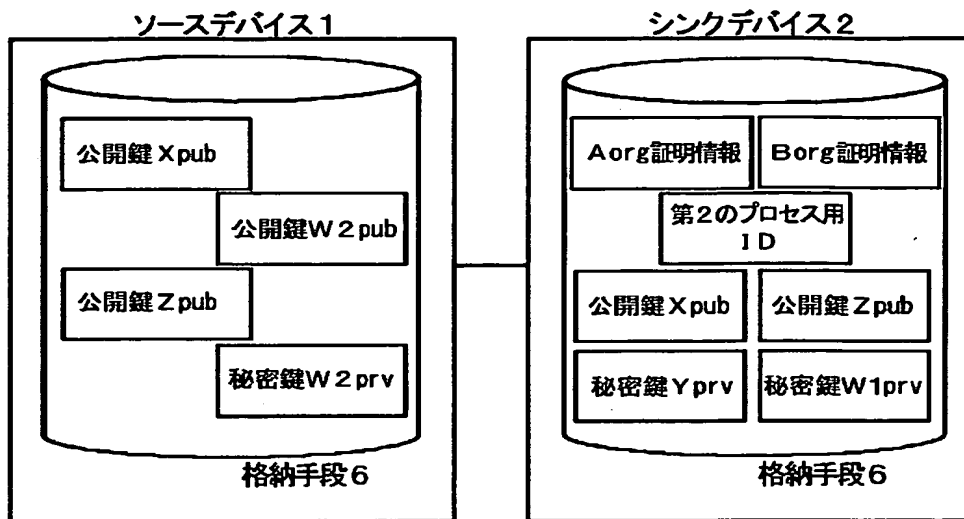 ソースデバイス1
公開鍵Xpub
公開鍵W2pub
公開鍵Zpub
秘密鍵W2prv
格納手段6
シンクデバイス2
Aorg証明情報
Borg証明情報
第2のプロセス用
ID
公開鍵Xpub
公開鍵Zpub
秘密鍵Yprv
秘密鍵W1prv
格納手段6